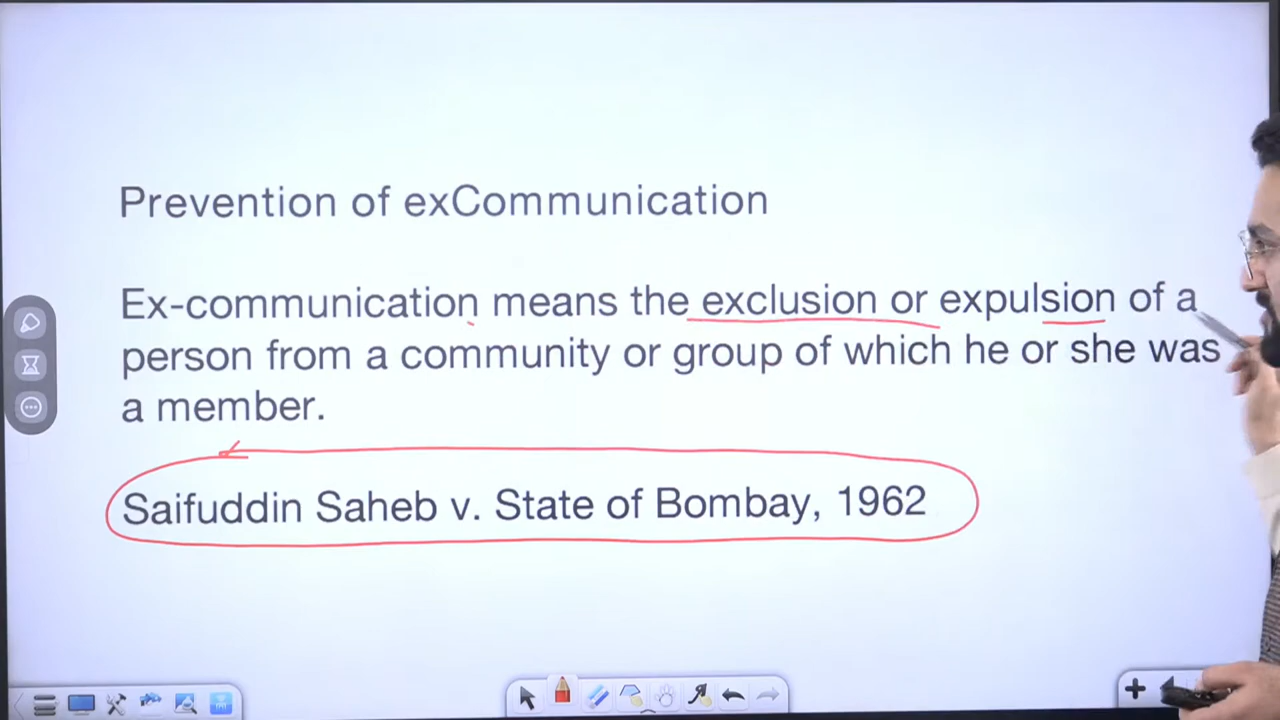 Prevention of exCommunication
Ex-communication means the exclusion or expulsion of a
person from a community or group of which he or she was
a member.
Saifuddin Saheb v. State of Bombay, 1962